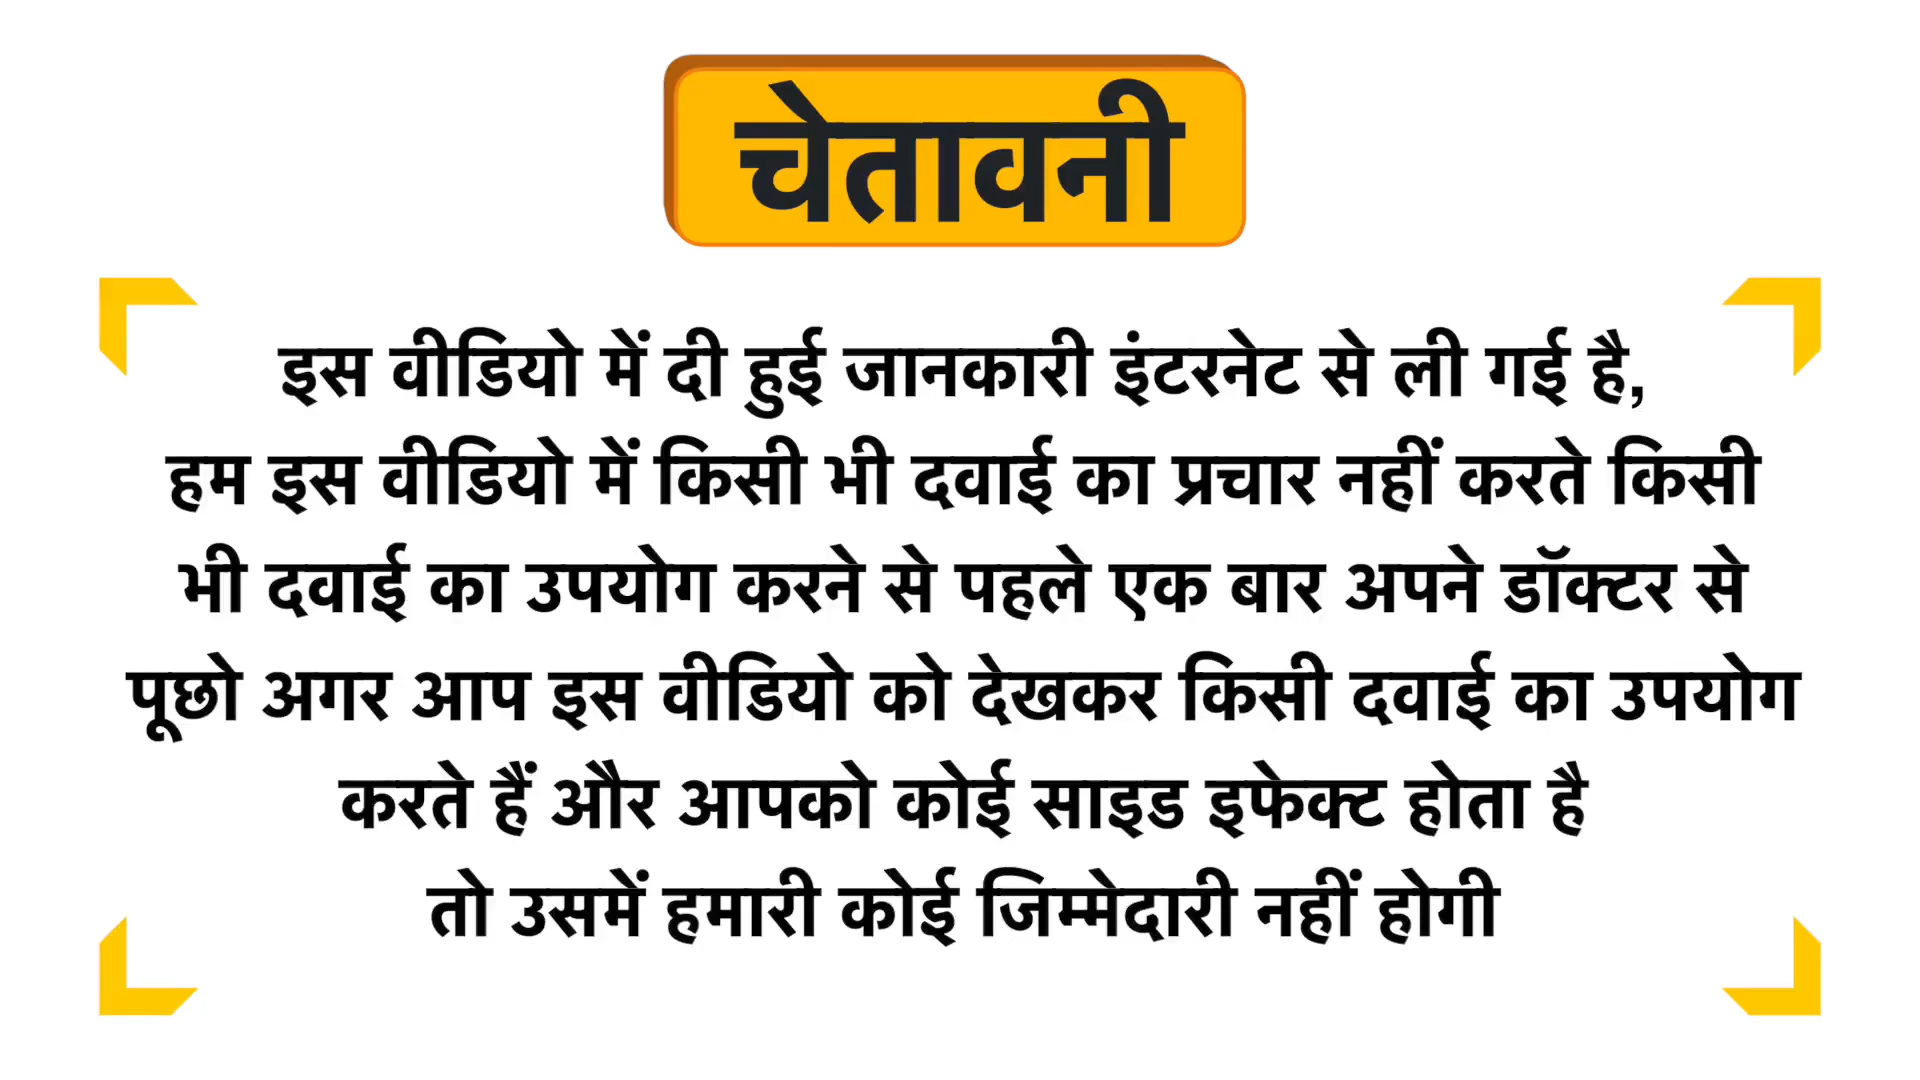 चेतावनी
इस वीडियो में दी हुई जानकारी इंटरनेट से ली गई है,
हम इस वीडियो में किसी भी दवाई का प्रचार नहीं करते किसी
भी दवाई का उपयोग करने से पहले एक बार अपने डॉक्टर से
पूछो अगर आप इस वीडियो को देखकर किसी दवाई का उपयोग
करते हैं और आपको कोई साइड इफेक्ट होता है
तो उसमें हमारी कोई जिम्मेदारी नहीं होगी